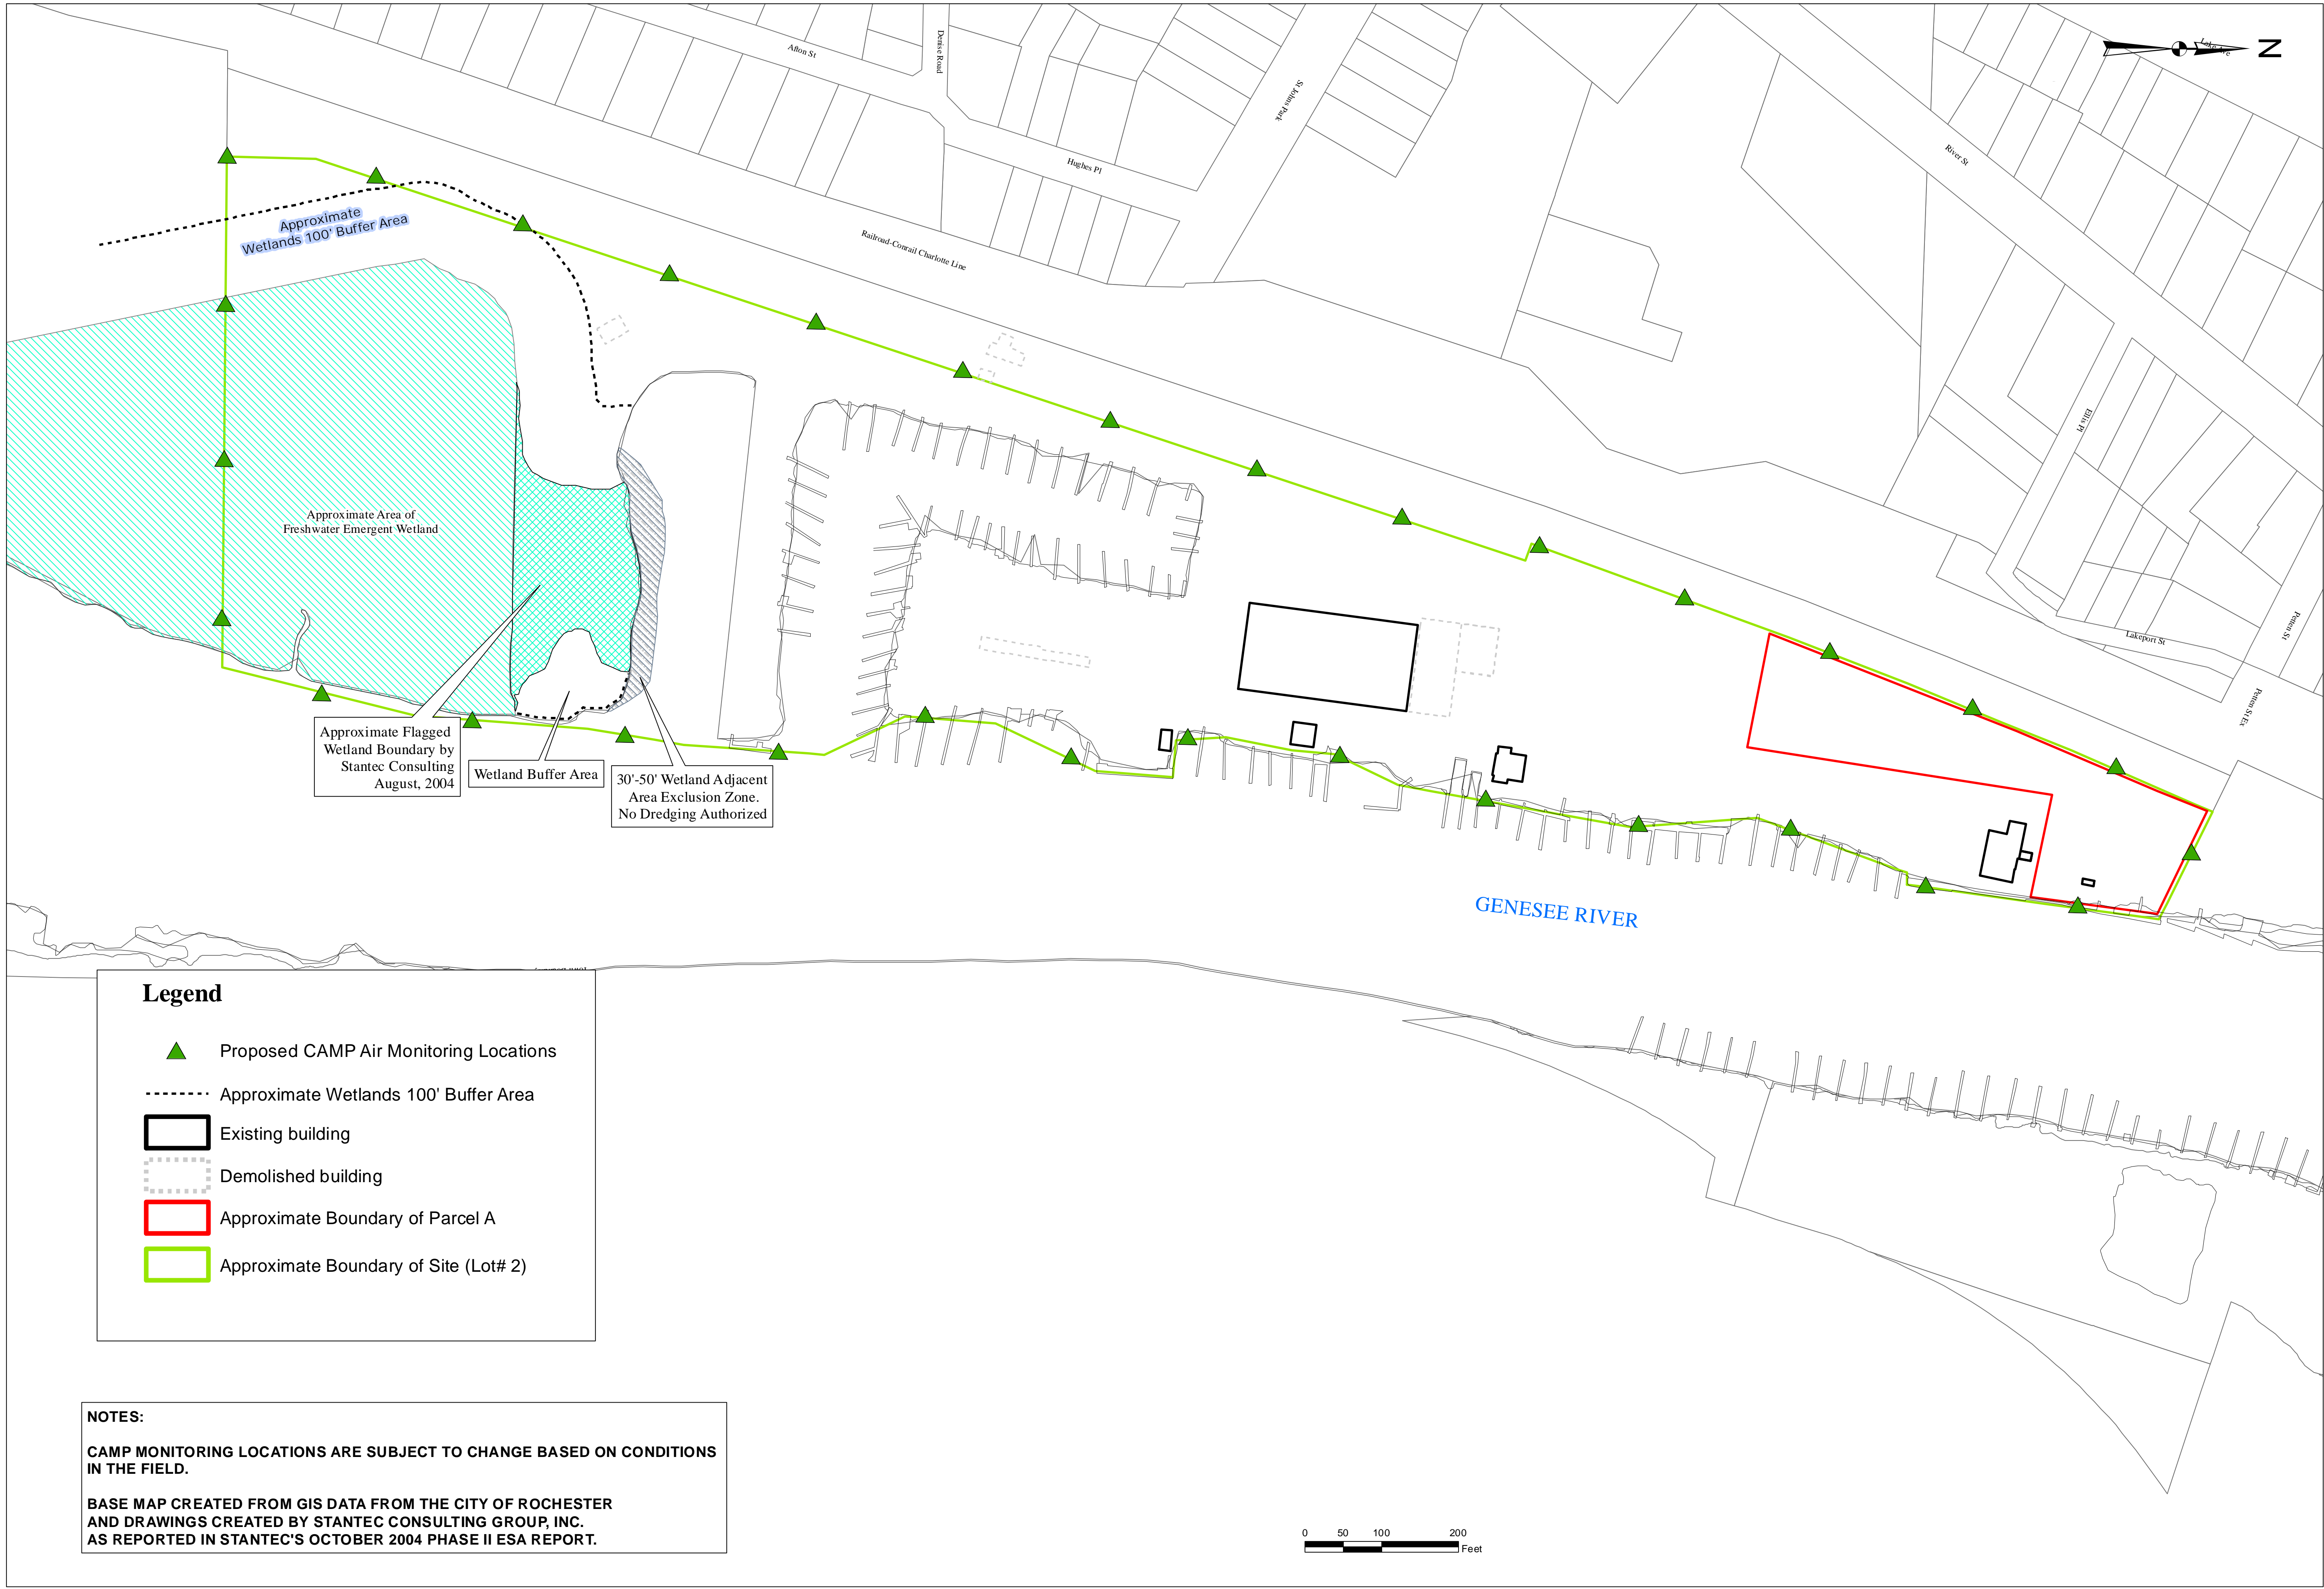 Afton St
Denise Road
St Johns Park
Hughes Pl
Lake Ave
N
River St
Approximate
Wetlands 100' Buffer Area
Railroad-Conrail Charlotte Line
Ellis Pl
Approximate Area of
Freshwater Emergent Wetland
Petten St
Lakeport St
Petten St Ex
Approximate Flagged
Wetland Boundary by
Stantec Consulting
August, 2004
Wetland Buffer Area
30'-50' Wetland Adjacent
Area Exclusion Zone.
No Dredging Authorized
GENESEE RIVER
Legend
Proposed CAMP Air Monitoring Locations
Approximate Wetlands 100' Buffer Area
Existing building
Demolished building
Approximate Boundary of Parcel A
Approximate Boundary of Site (Lot# 2)
NOTES:
CAMP MONITORING LOCATIONS ARE SUBJECT TO CHANGE BASED ON CONDITIONS
IN THE FIELD.
BASE MAP CREATED FROM GIS DATA FROM THE CITY OF ROCHESTER
AND DRAWINGS CREATED BY STANTEC CONSULTING GROUP, INC.
AS REPORTED IN STANTEC'S OCTOBER 2004 PHASE II ESA REPORT.
0 50 100 200
Feet